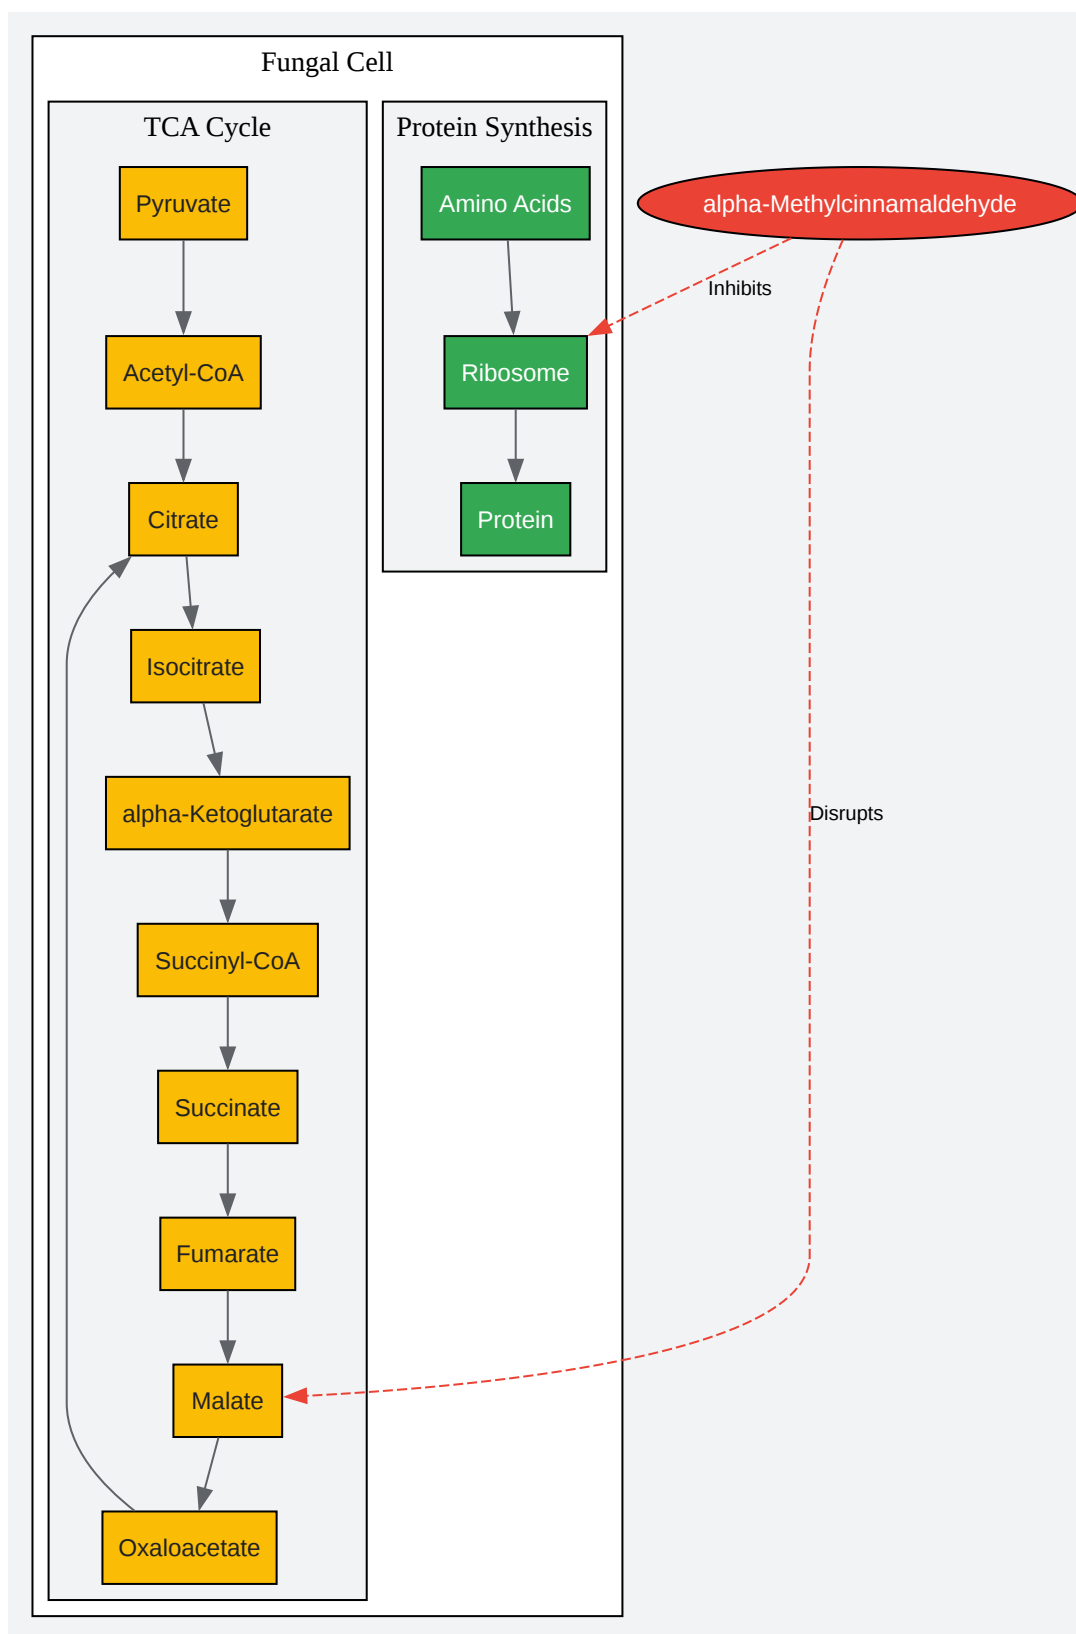 Fungal Cell
TCA Cycle
Protein Synthesis
Pyruvate
Amino Acids
alpha-Methylcinnamaldehyde
Inhibits
Acetyl-CoA
Ribosome
Citrate
Protein
Isocitrate
alpha-Ketoglutarate
Disrupts
Succinyl-CoA
Succinate
Fumarate
Malate
Oxaloacetate